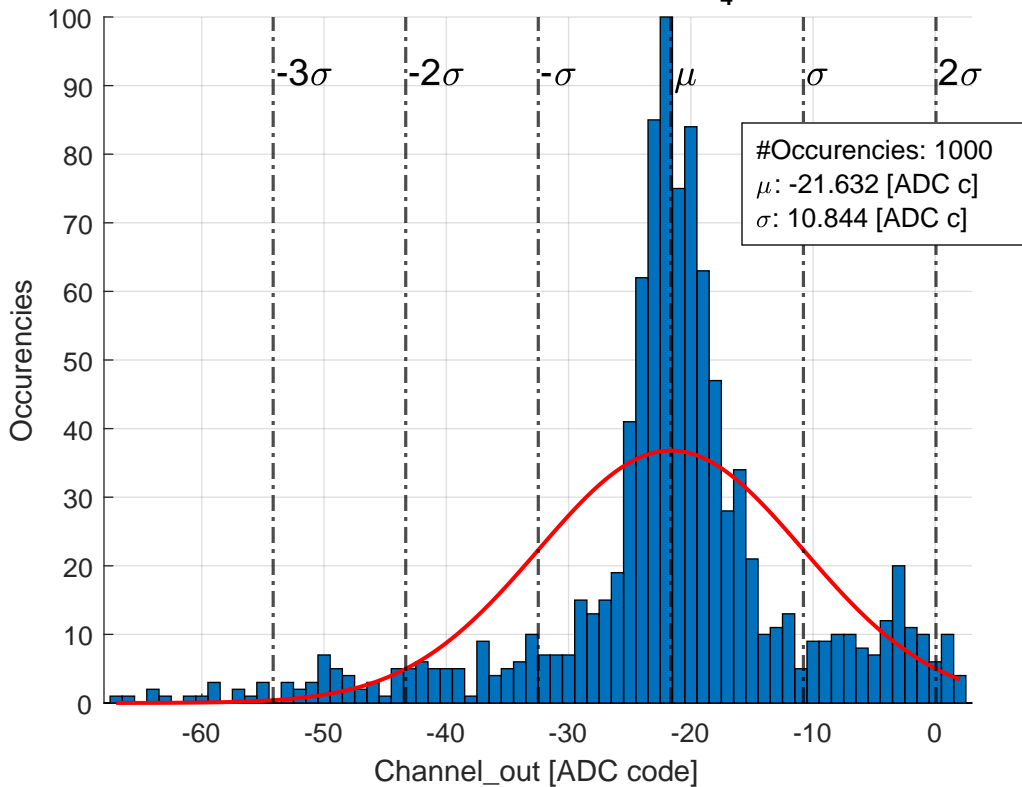 4
100
90
80
70
60
50
40
30
20
10
0
-3σ
-2σ
-σ
μ
σ
2σ
#Occurencies: 1000
μ: -21.632 [ADC c]
σ: 10.844 [ADC c]
Occurencies
-60
-50
-40
-30
-20
-10
0
Channel_out [ADC code]